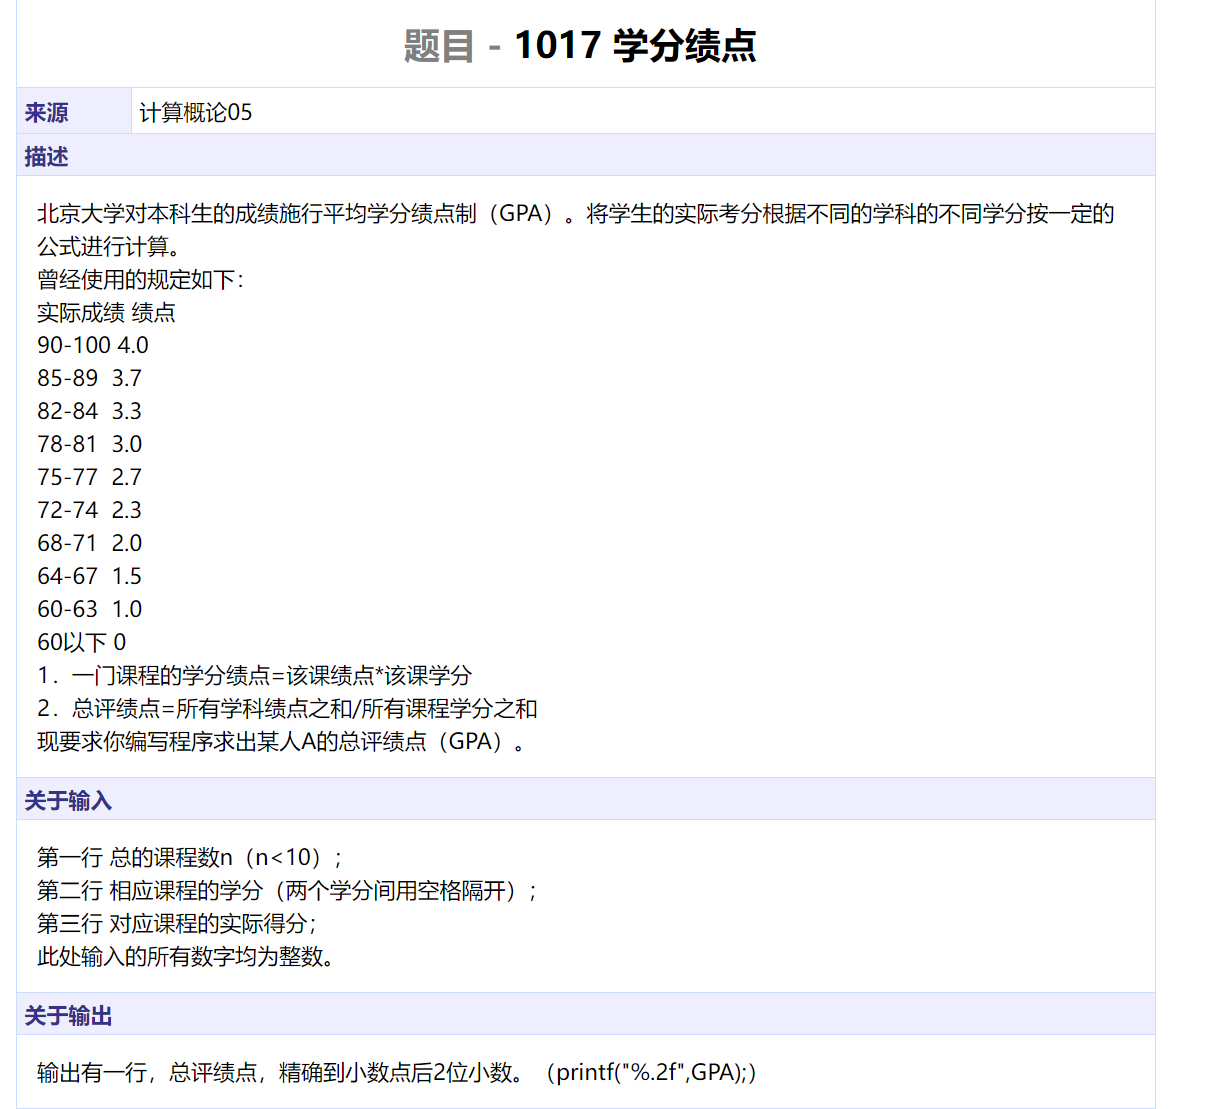 题目 - 1017 学分绩点
来源 计算概论05
描述
北京大学对本科生的成绩施行平均学分绩点制（GPA）。将学生的实际考分根据不同的学科的不同学分按一定的
公式进行计算。
曾经使用的规定如下：
实际成绩 绩点
90-100 4.0
85-89 3.7
82-84 3.3
78-81 3.0
75-77 2.7
72-74 2.3
68-71 2.0
64-67 1.5
60-63 1.0
60以下 0
1．一门课程的学分绩点=该课绩点*该课学分
2．总评绩点=所有学科绩点之和/所有课程学分之和
现要求你编写程序求出某人A的总评绩点（GPA）。
关于输入
第一行 总的课程数n（n<10）；
第二行 相应课程的学分（两个学分间用空格隔开）；
第三行 对应课程的实际得分；
此处输入的所有数字均为整数。
关于输出
输出有一行，总评绩点，精确到小数点后2位小数。（printf("%.2f",GPA);）